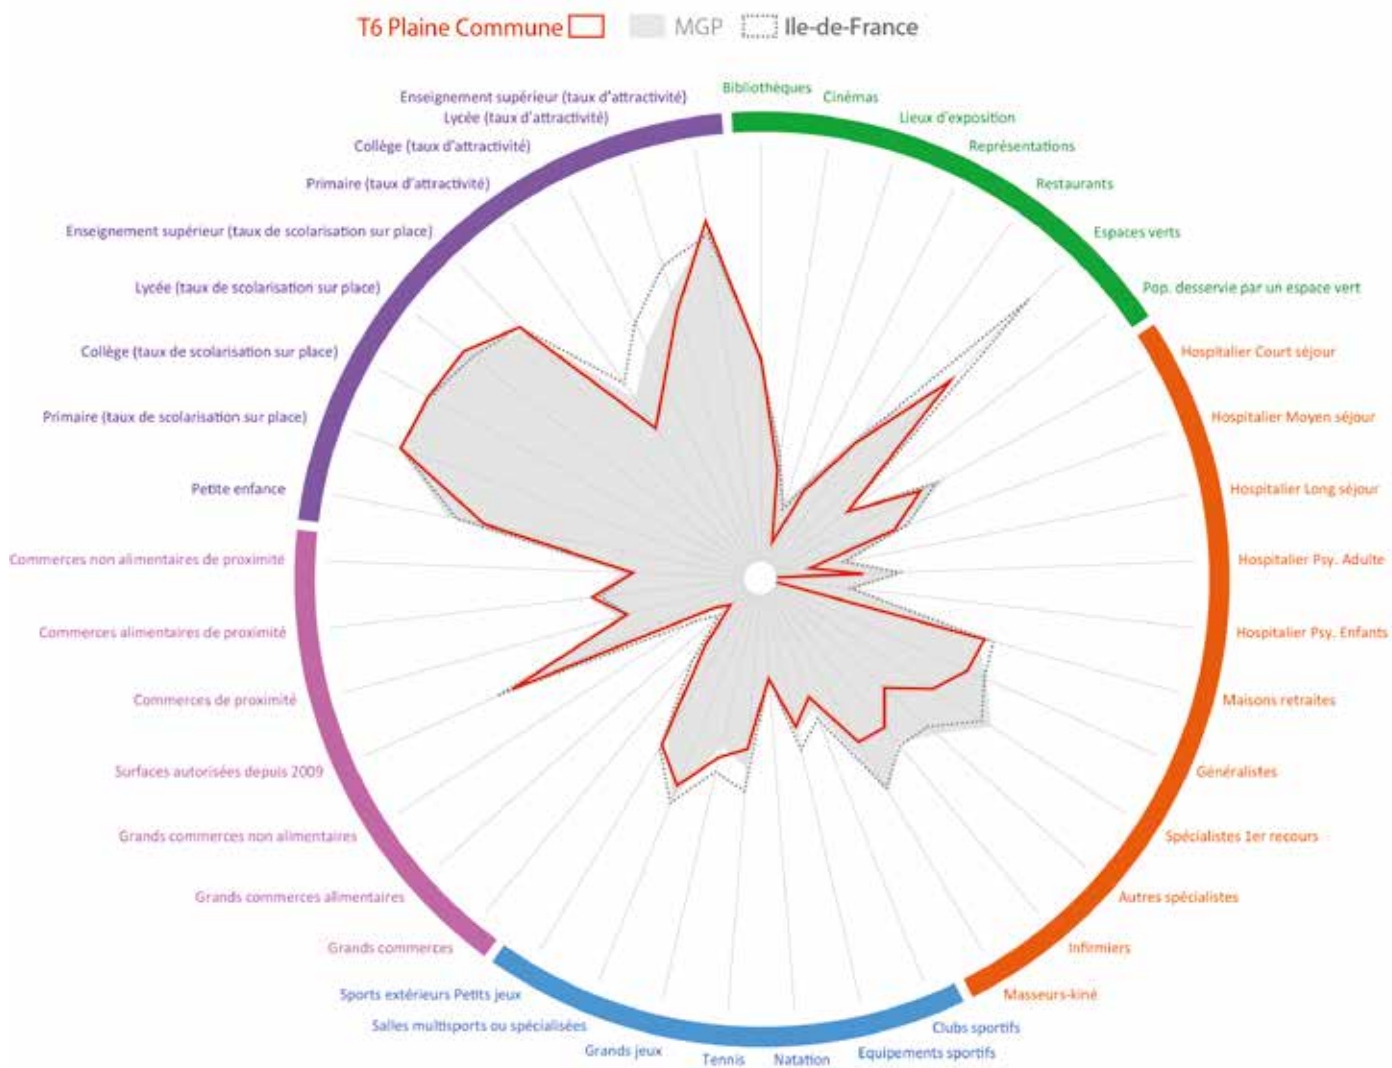 T6 Plaine Commune MGP Ile-de-France
Bibliothèques
Cinémas
Lieux d'exposition
Représentations
Restaurants
Espaces verts
Pop. desservie par un espace vert
Hospitalier Court séjour
Hospitalier Moyen séjour
Hospitalier Long séjour
Hospitalier Psy. Adulte
Hospitalier Psy. Enfants
Maisons retraites
Généralistes
Spécialistes 1er recours
Autres spécialistes
Infirmiers
Masseurs-kiné
Clubs sportifs
Equipements sportifs
Natation
Tennis
Grands jeux
Salles multisports ou spécialisées
Sports extérieurs Petits jeux
Grands commerces
Grands commerces alimentaires
Grands commerces non alimentaires
Surfaces autorisées depuis 2009
Commerces de proximité
Commerces alimentaires de proximité
Commerces non alimentaires de proximité
Petite enfance
Primaire (taux de scolarisation sur place)
Collège (taux de scolarisation sur place)
Lycée (taux de scolarisation sur place)
Enseignement supérieur (taux de scolarisation sur place)
Primaire (taux d'attractivité)
Collège (taux d'attractivité)
Lycée (taux d'attractivité)
Enseignement supérieur (taux d'attractivité)